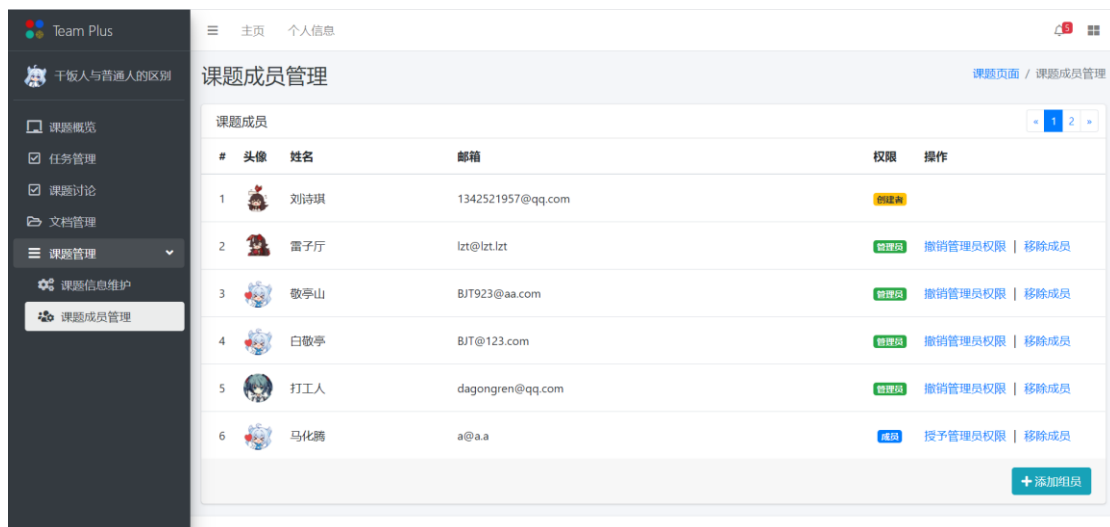 Team Plus
主页 个人信息
5
干饭人与普通人的区别
课题成员管理
课题页面 / 课题成员管理
课题概览
任务管理
课题讨论
文档管理
课题管理
课题信息维护
课题成员管理
课题成员
« 1 2 »
# 头像 姓名 邮箱 权限 操作
1 刘诗琪 1342521957@qq.com 创建者
2 雷子厅 lzt@lzt.lzt 管理员 撤销管理员权限 | 移除成员
3 敬亭山 BJT923@aa.com 管理员 撤销管理员权限 | 移除成员
4 白敬亭 BJT@123.com 管理员 撤销管理员权限 | 移除成员
5 打工人 dagongren@qq.com 管理员 撤销管理员权限 | 移除成员
6 马化腾 a@a.a 成员 授予管理员权限 | 移除成员
+添加组员